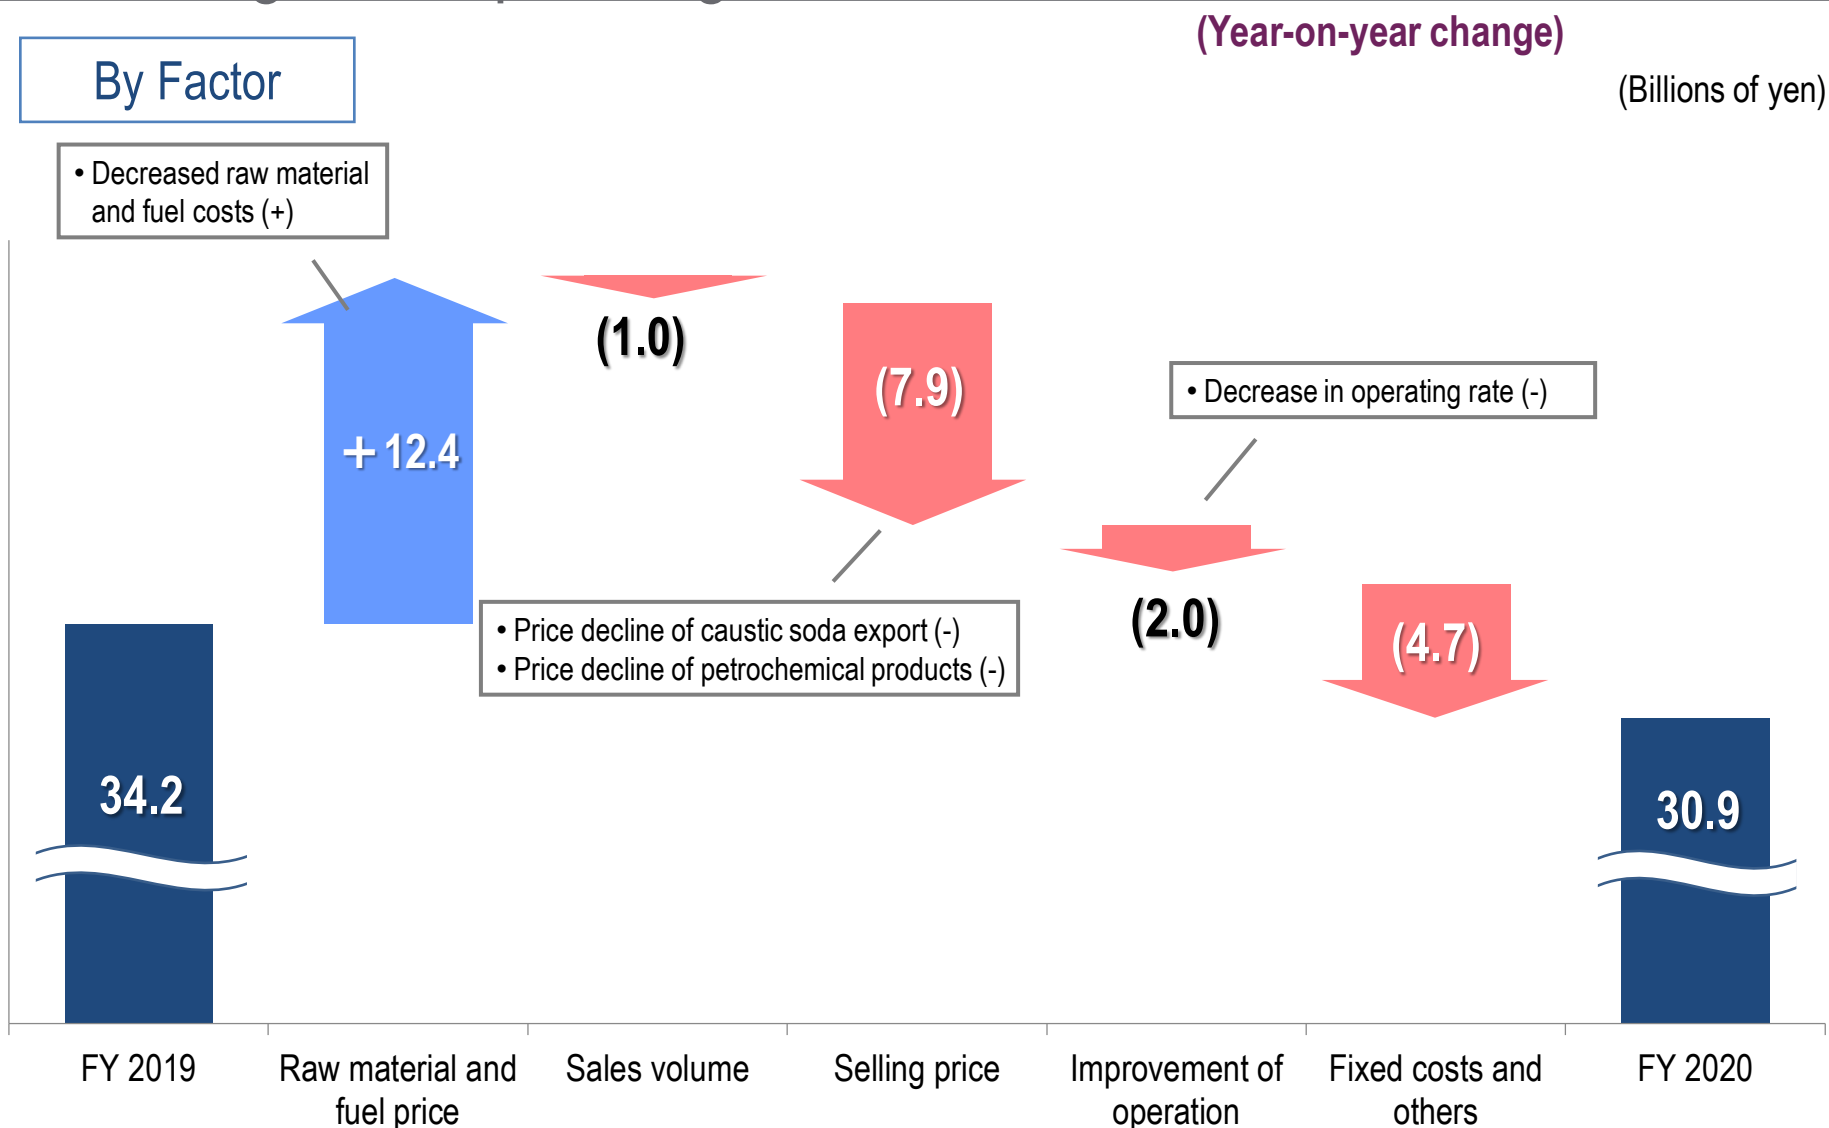 (Year-on-year change)
By Factor
(Billions of yen)
• Decreased raw material
and fuel costs (+)
(1.0)
(7.9)
• Decrease in operating rate (-)
+12.4
• Price decline of caustic soda export (-)
• Price decline of petrochemical products (-)
(2.0)
(4.7)
34.2
30.9
FY 2019
Raw material and
fuel price
Sales volume
Selling price
Improvement of
operation
Fixed costs and
others
FY 2020